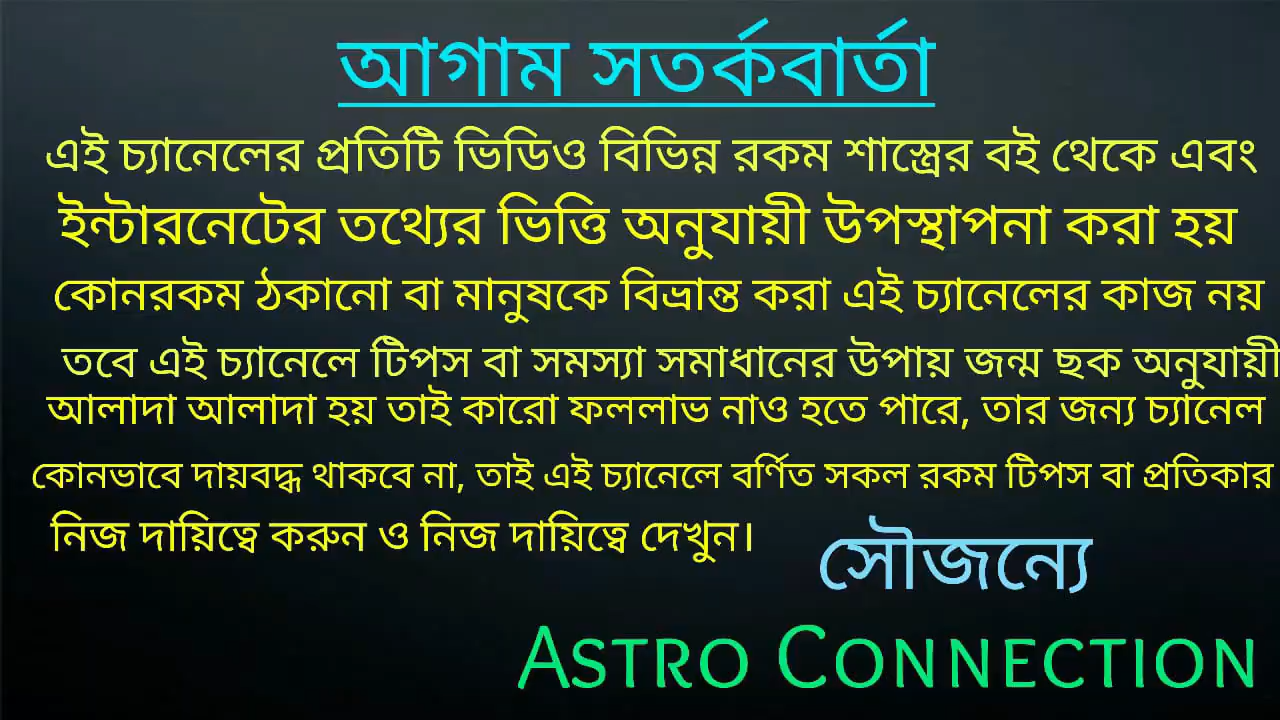 আগাম সতর্কবার্তা
এই চ্যানেলের প্রতিটি ভিডিও বিভিন্ন রকম শাস্ত্রের বই থেকে এবং
ইন্টারনেটের তথ্যের ভিত্তি অনুযায়ী উপস্থাপনা করা হয়
কোনরকম ঠকানো বা মানুষকে বিভ্রান্ত করা এই চ্যানেলের কাজ নয়
তবে এই চ্যানেলে টিপস বা সমস্যা সমাধানের উপায় জন্ম ছক অনুযায়ী
আলাদা আলাদা হয় তাই কারো ফললাভ নাও হতে পারে, তার জন্য চ্যানেল
কোনভাবে দায়বদ্ধ থাকবে না, তাই এই চ্যানেলে বর্ণিত সকল রকম টিপস বা প্রতিকার
নিজ দায়িত্বে করুন ও নিজ দায়িত্বে দেখুন।
সৌজন্যে
ASTRO CONNECTION